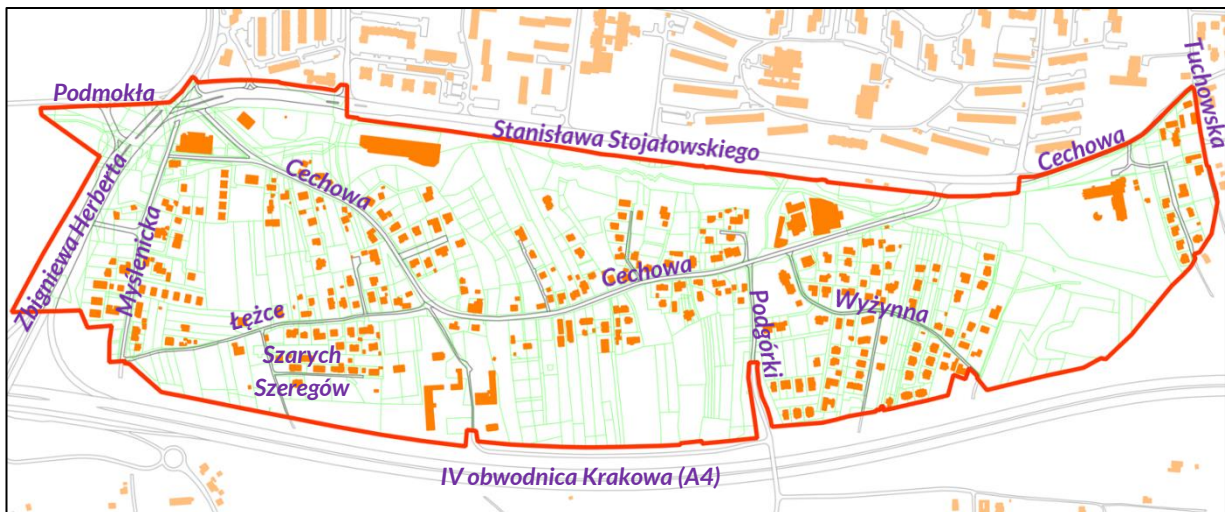 Podmokła
Tuchowska
Stanisława Stojałowskiego
Cechowa
Cechowa
Zbigniewa Herberta
Myślenicka
Cechowa
Łężce
Podgórki
Wyżynna
Szarych
Szeregów
IV obwodnica Krakowa (A4)